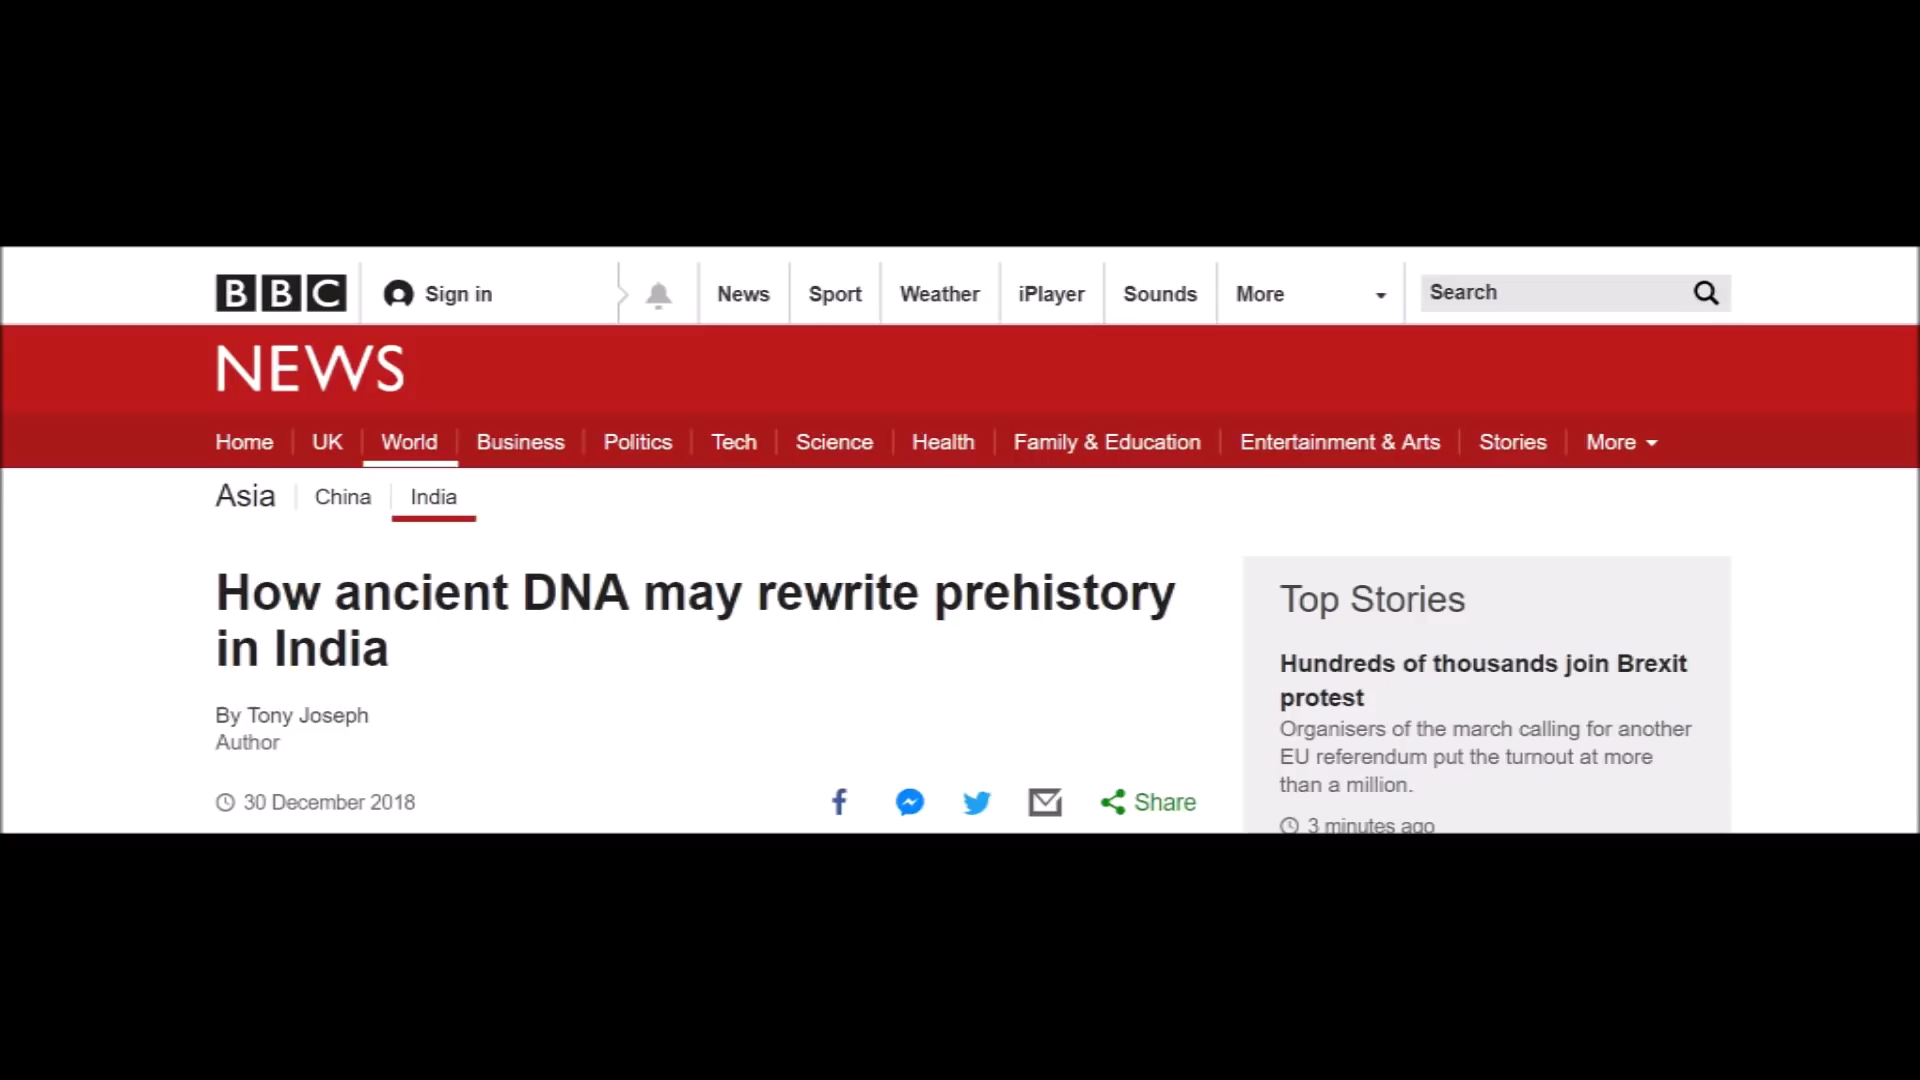 BBC Sign in News Sport Weather iPlayer Sounds More Search
NEWS
Home UK World Business Politics Tech Science Health Family & Education Entertainment & Arts Stories More
Asia China India
How ancient DNA may rewrite prehistory
in India
By Tony Joseph
Author
30 December 2018
Share
Top Stories
Hundreds of thousands join Brexit
protest
Organisers of the march calling for another
EU referendum put the turnout at more
than a million.
3 minutes ago